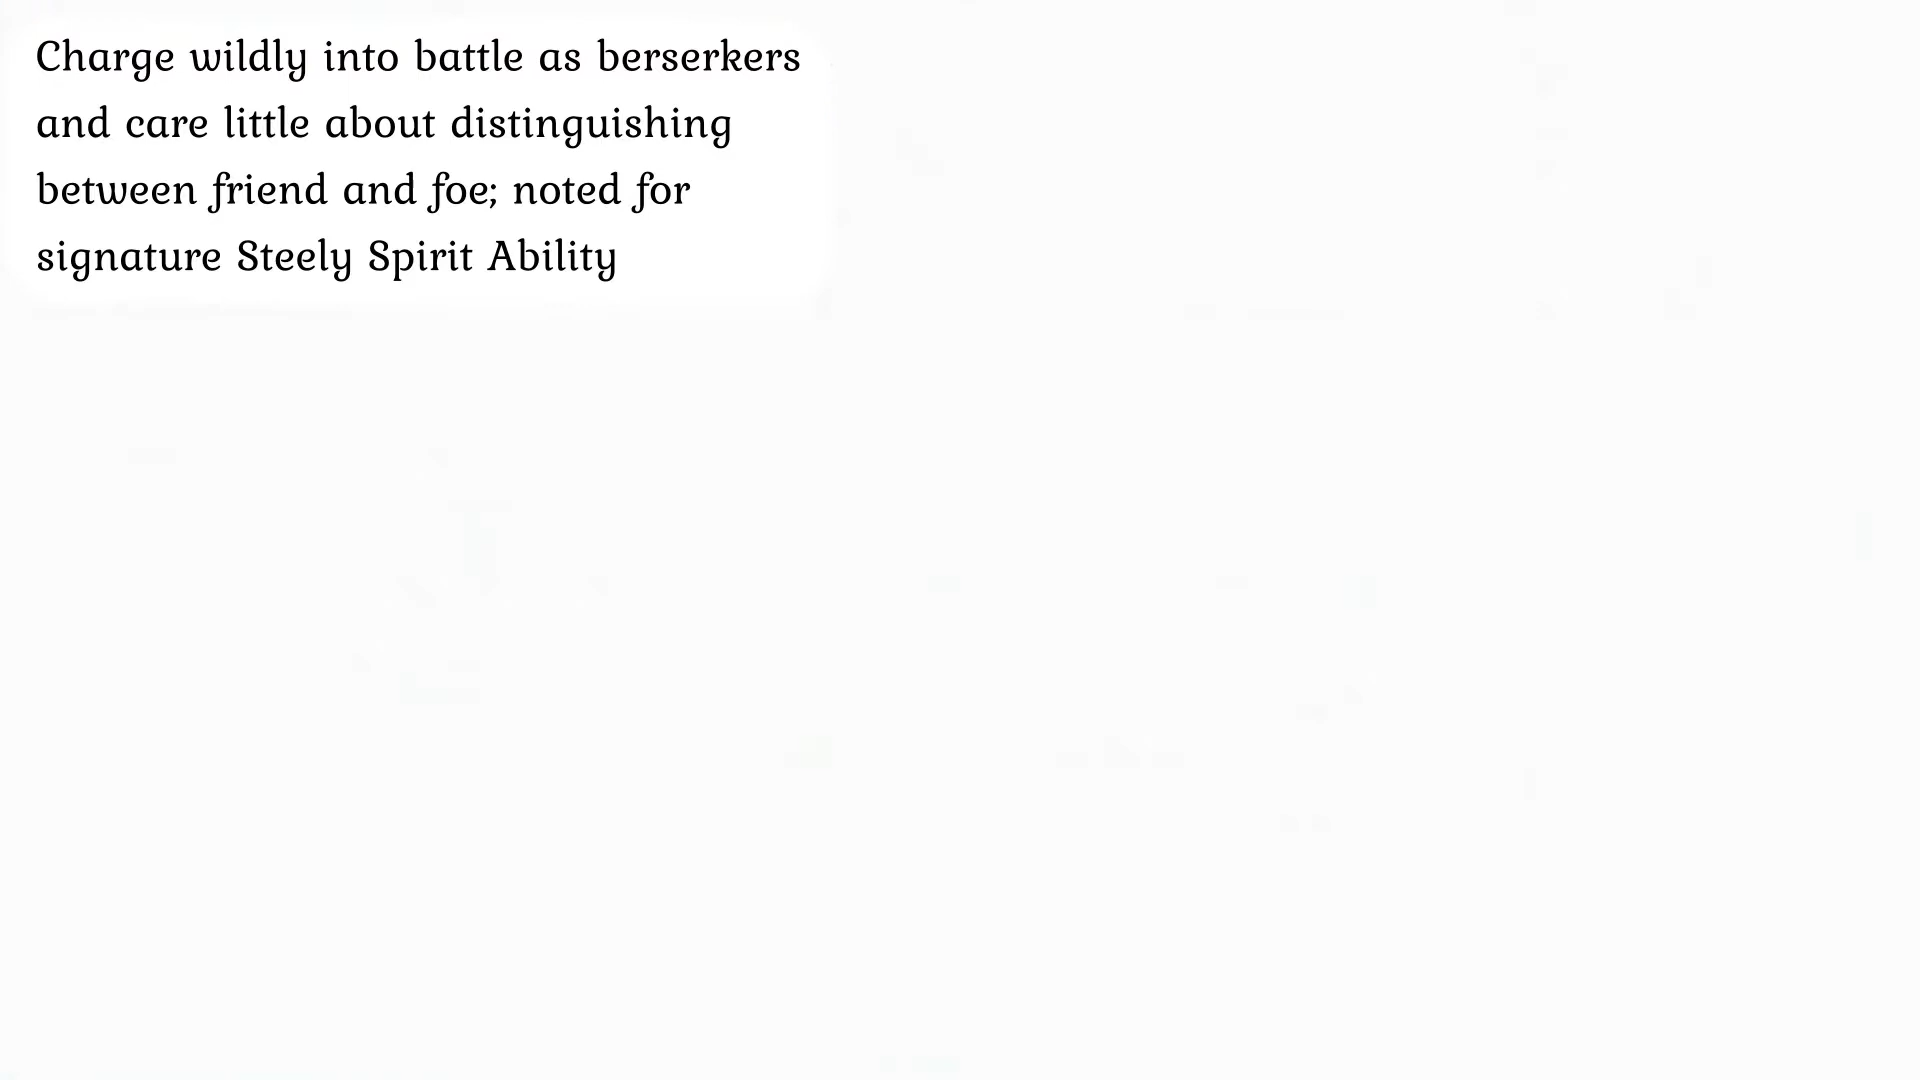 Charge wildly into battle as berserkers
and care little about distinguishing
between friend and foe; noted for
signature Steely Spirit Ability